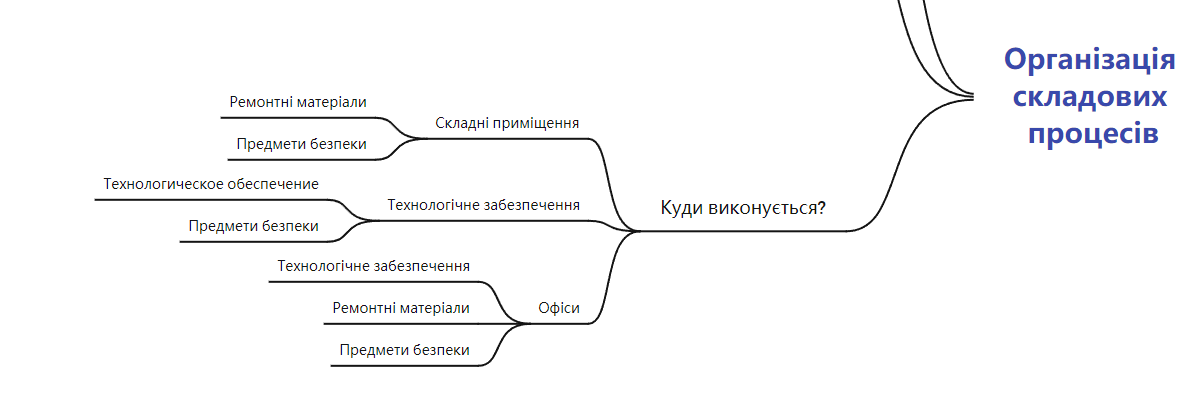 Організація
складових
процесів
Куди виконується?
Складні приміщення
Ремонтні матеріали
Предмети безпеки
Технологічне забезпечення
Технологическое обеспечение
Предмети безпеки
Офіси
Технологічне забезпечення
Ремонтні матеріали
Предмети безпеки